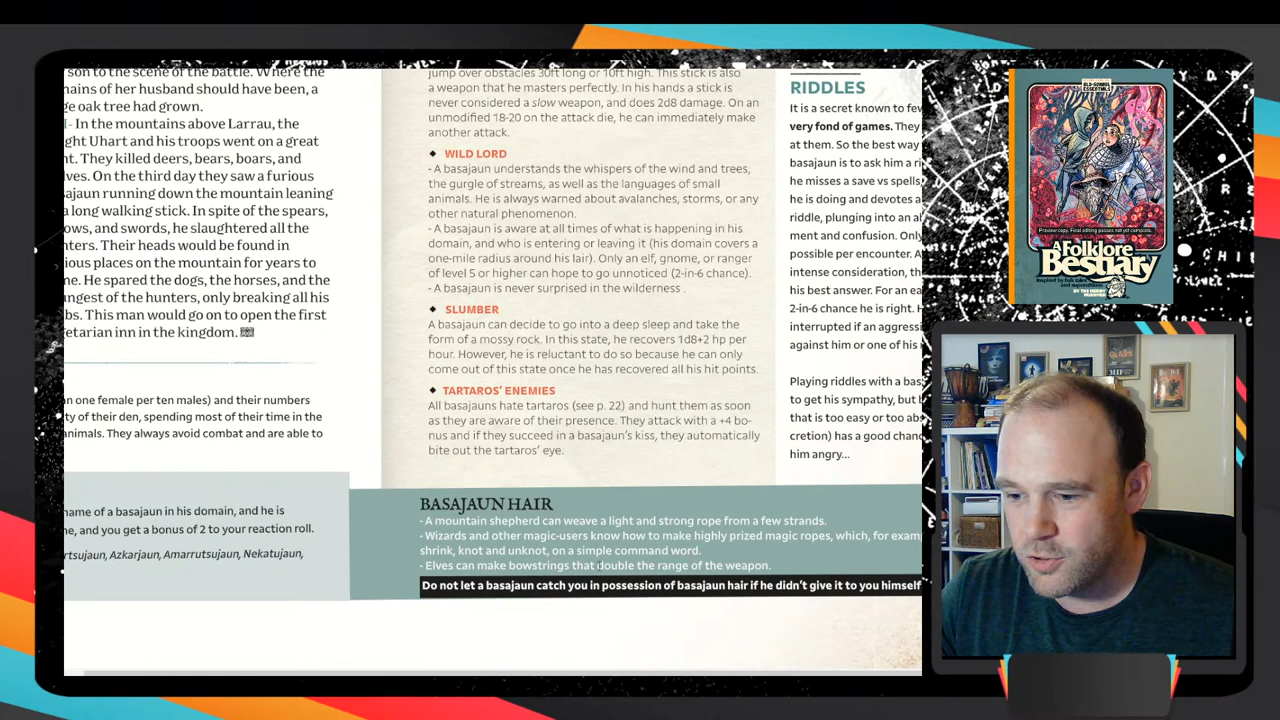 son to the scene of the battle. Where the
mains of her husband should have been, a
ge oak tree had grown.
- In the mountains above Larrau, the
ght Uhart and his troops went on a great
nt. They killed deers, bears, boars, and
lves. On the third day they saw a furious
sajaun running down the mountain leaning
a long walking stick. In spite of the spears,
ows, and swords, he slaughtered all the
nters. Their heads would be found in
ious places on the mountain for years to
ne. He spared the dogs, the horses, and the
ungest of the hunters, only breaking all his
bs. This man would go on to open the first
getarian inn in the kingdom.
an one female per ten males) and their numbers
ty of their den, spending most of their time in the
animals. They always avoid combat and are able to
name of a basajaun in his domain, and he is
ne, and you get a bonus of 2 to your reaction roll.
rtsujaun, Azkarjaun, Amarrutsujaun, Nekatujaun,
jump over obstacles 30ft long or 10ft high. This stick is also
a weapon that he masters perfectly. In his hands a stick is
never considered a slow weapon, and does 2d8 damage. On an
unmodified 18-20 on the attack die, he can immediately make
another attack.
◆ WILD LORD
- A basajaun understands the whispers of the wind and trees,
the gurgle of streams, as well as the languages of small
animals. He is always warned about avalanches, storms, or any
other natural phenomenon.
- A basajaun is aware at all times of what is happening in his
domain, and who is entering or leaving it (his domain covers a
one-mile radius around his lair). Only an elf, gnome, or ranger
of level 5 or higher can hope to go unnoticed (2-in-6 chance).
- A basajaun is never surprised in the wilderness .
◆ SLUMBER
A basajaun can decide to go into a deep sleep and take the
form of a mossy rock. In this state, he recovers 1d8+2 hp per
hour. However, he is reluctant to do so because he can only
come out of this state once he has recovered all his hit points.
◆ TARTAROS' ENEMIES
All basajauns hate tartaros (see p. 22) and hunt them as soon
as they are aware of their presence. They attack with a +4 bo-
nus and if they succeed in a basajaun's kiss, they automatically
bite out the tartaros' eye.
BASAJAUN HAIR
- A mountain shepherd can weave a light and strong rope from a few strands.
- Wizards and other magic-users know how to make highly prized magic ropes, which, for examp
shrink, knot and unknot, on a simple command word.
- Elves can make bowstrings that double the range of the weapon.
Do not let a basajaun catch you in possession of basajaun hair if he didn't give it to you himself
RIDDLES
It is a secret known to few
very fond of games. They
at them. So the best way
basajaun is to ask him a ri
he misses a save vs spells,
he is doing and devotes a
riddle, plunging into an al
ment and confusion. Only
possible per encounter. A
intense consideration, th
his best answer. For an ea
2-in-6 chance he is right. H
interrupted if an aggressi
against him or one of his
Playing riddles with a bas
to get his sympathy, but b
that is too easy or too abs
cretion) has a good chanc
him angry...
OLD-SCHOOL
ESSENTIALS
Preview copy. Final editing passes not yet complete.
A Folklore
Bestiary
Inspired by folk tales
and superstitions
BY THE MERRY
MUSHMEN